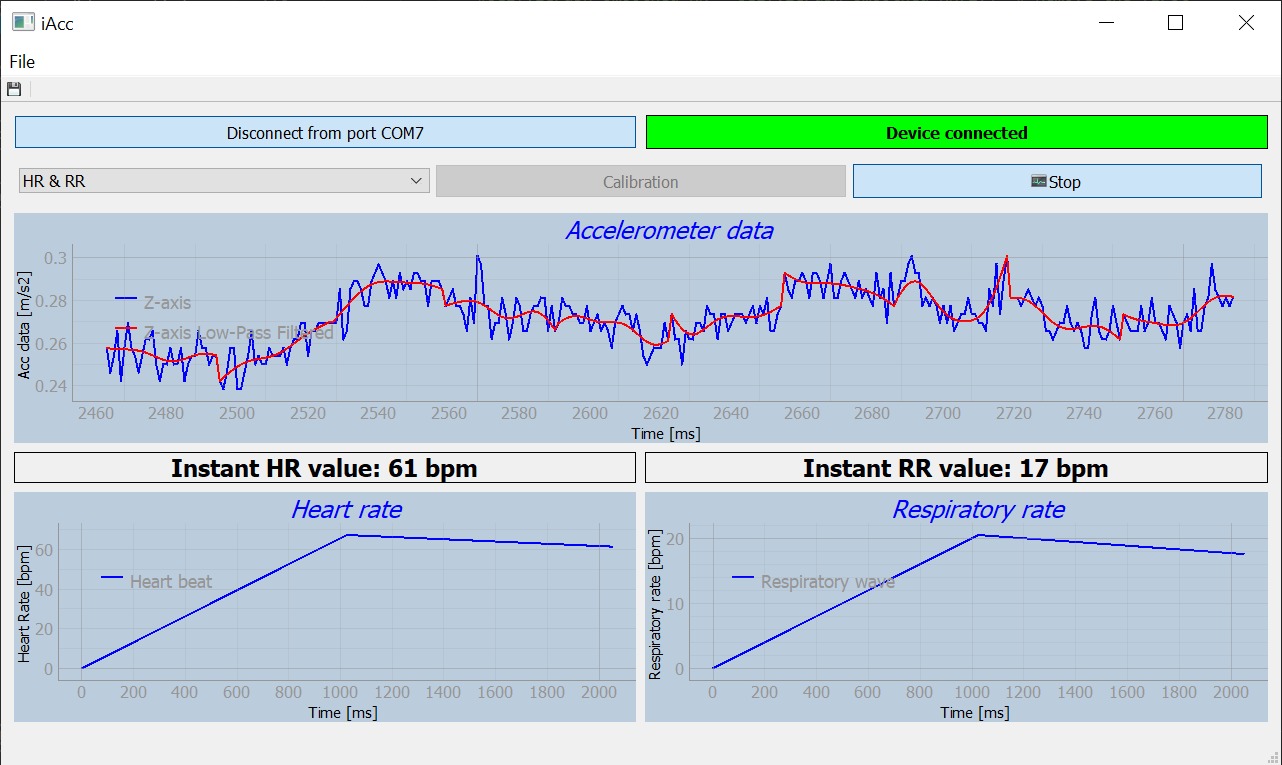 iAcc
File
Disconnect from port COM7
Device connected
HR & RR
Calibration
Stop
Accelerometer data
Acc data [m/s2]
0.3
0.28
0.26
0.24
Z-axis
Z-axis Low-Pass Filtered
2460 2480 2500 2520 2540 2560 2580 2600 2620 2640 2660 2680 2700 2720 2740 2760 2780
Time [ms]
Instant HR value: 61 bpm
Instant RR value: 17 bpm
Heart rate
Heart Rate [bpm]
60
40
20
0
Heart beat
0 200 400 600 800 1000 1200 1400 1600 1800 2000
Time [ms]
Respiratory rate
Respiratory rate [bpm]
20
10
0
Respiratory wave
0 200 400 600 800 1000 1200 1400 1600 1800 2000
Time [ms]